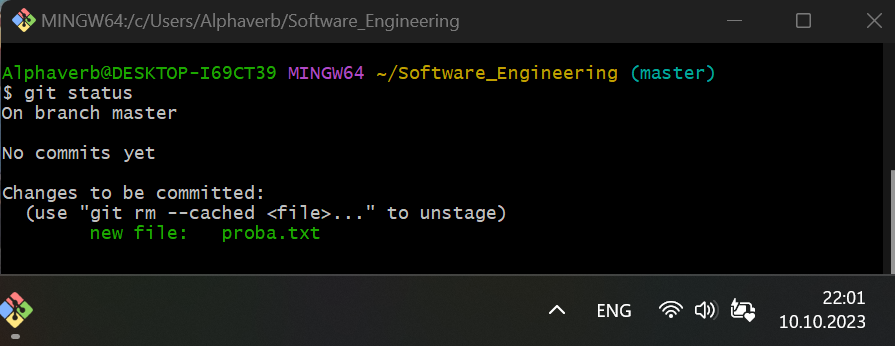 MINGW64:/c/Users/Alphaverb/Software_Engineering
Alphaverb@DESKTOP-I69CT39 MINGW64 ~/Software_Engineering (master)
$ git status
On branch master
No commits yet
Changes to be committed:
  (use "git rm --cached <file>..." to unstage)
        new file:   proba.txt
ENG
22:01
10.10.2023